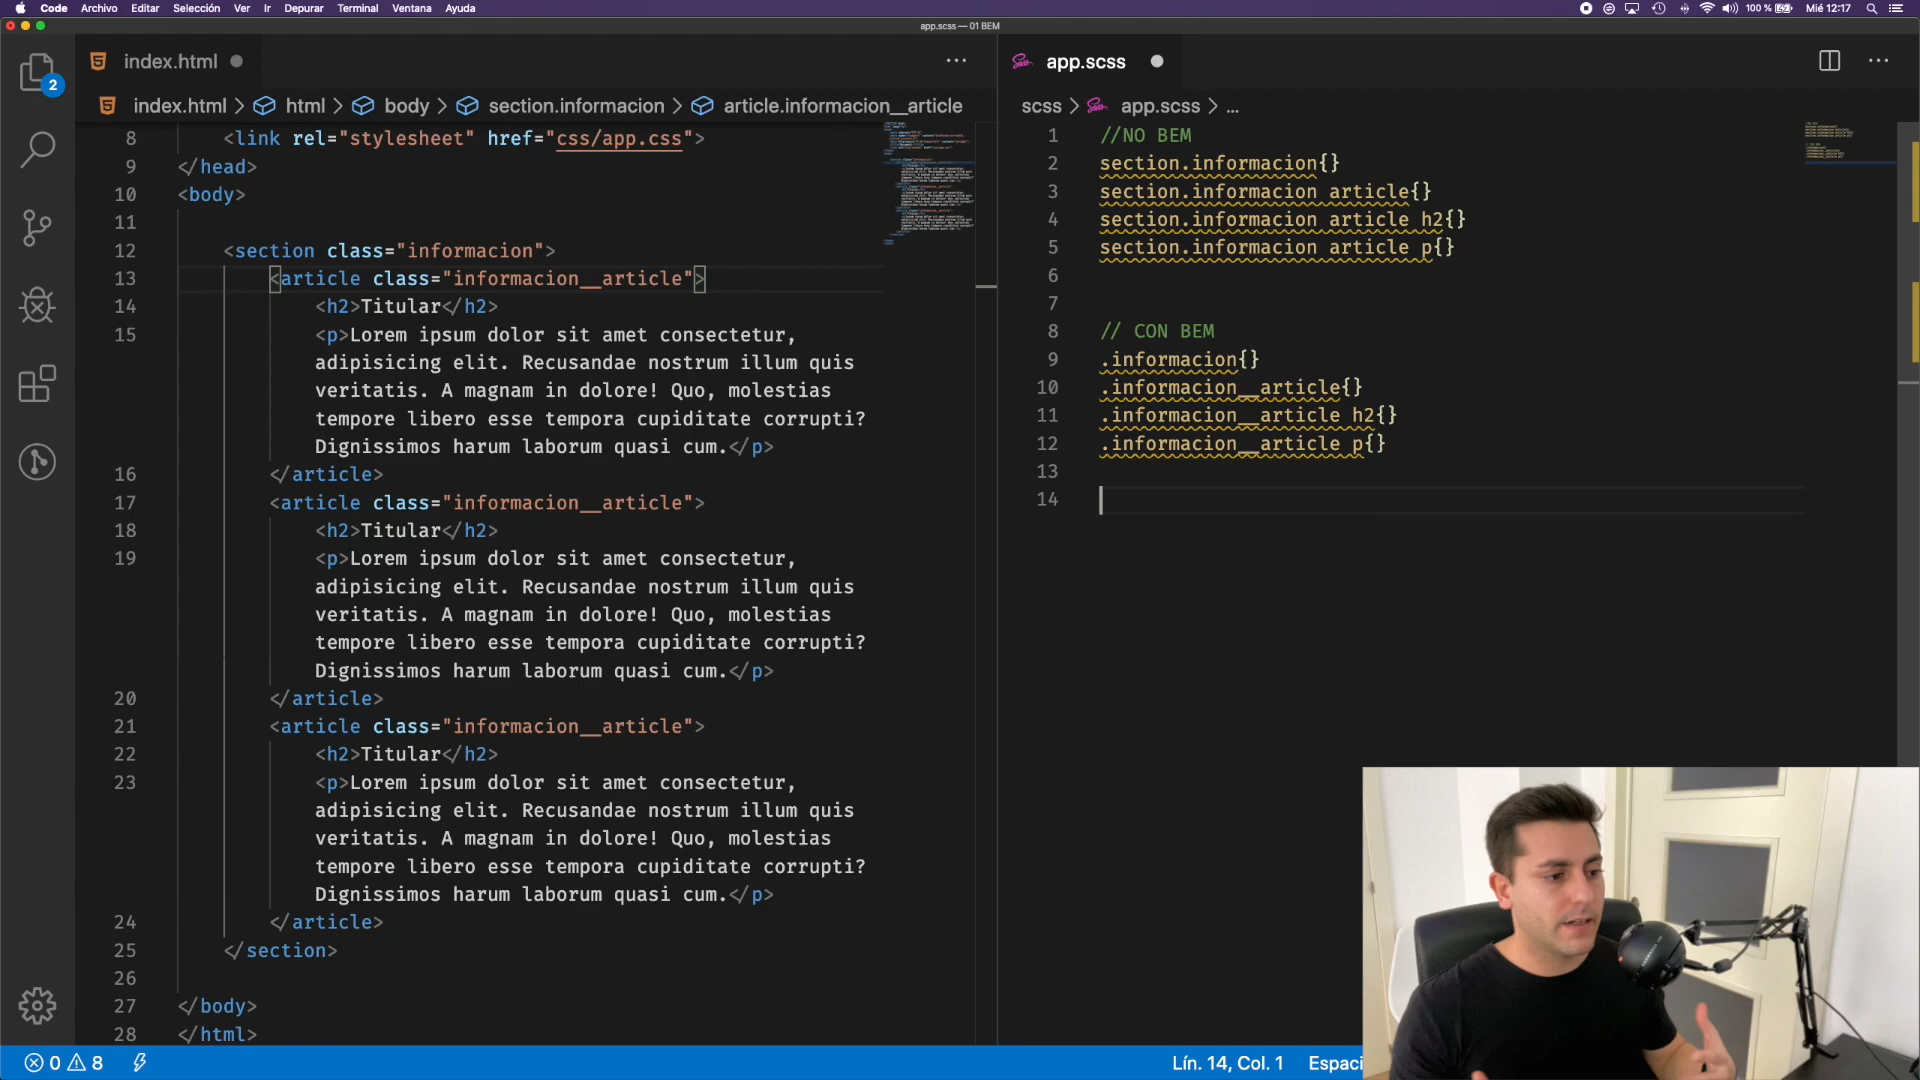 Code Archivo Editar Selección Ver Ir Depurar Terminal Ventana Ayuda
100 % Mié 12:17
app.scss — 01 BEM
2
index.html
index.html > html > body > section.informacion > article.informacion__article
8 <link rel="stylesheet" href="css/app.css">
9 </head>
10 <body>
11
12 <section class="informacion">
13 <article class="informacion__article">
14 <h2>Titular</h2>
15 <p>Lorem ipsum dolor sit amet consectetur,
adipisicing elit. Recusandae nostrum illum quis
veritatis. A magnam in dolore! Quo, molestias
tempore libero esse tempora cupiditate corrupti?
Dignissimos harum laborum quasi cum.</p>
16 </article>
17 <article class="informacion__article">
18 <h2>Titular</h2>
19 <p>Lorem ipsum dolor sit amet consectetur,
adipisicing elit. Recusandae nostrum illum quis
veritatis. A magnam in dolore! Quo, molestias
tempore libero esse tempora cupiditate corrupti?
Dignissimos harum laborum quasi cum.</p>
20 </article>
21 <article class="informacion__article">
22 <h2>Titular</h2>
23 <p>Lorem ipsum dolor sit amet consectetur,
adipisicing elit. Recusandae nostrum illum quis
veritatis. A magnam in dolore! Quo, molestias
tempore libero esse tempora cupiditate corrupti?
Dignissimos harum laborum quasi cum.</p>
24 </article>
25 </section>
26
27 </body>
28 </html>
app.scss
scss > app.scss > ...
1 //NO BEM
2 section.informacion{}
3 section.informacion article{}
4 section.informacion article h2{}
5 section.informacion article p{}
6
7
8 // CON BEM
9 .informacion{}
10 .informacion__article{}
11 .informacion__article h2{}
12 .informacion__article p{}
13
14
0 8
Lín. 14, Col. 1 Espaci